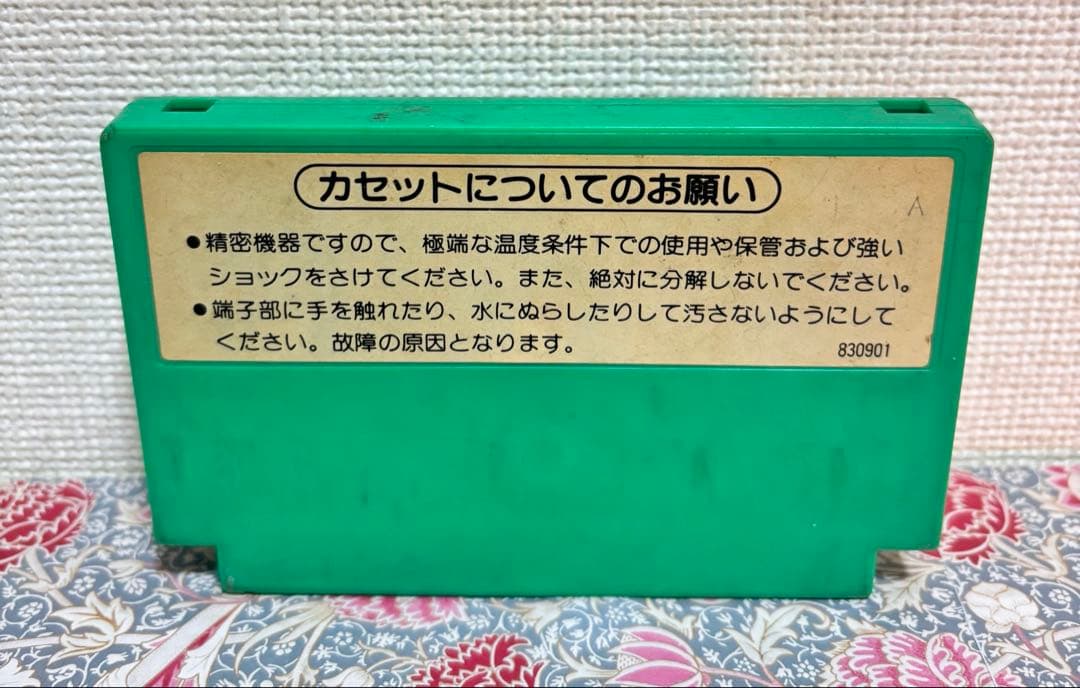 カセットについてのお願い
A
●精密機器ですので、極端な温度条件下での使用や保管および強い
ショックをさけてください。また、絶対に分解しないでください。
●端子部に手を触れたり、水にぬらしたりして汚さないようにして
ください。故障の原因となります。
830901